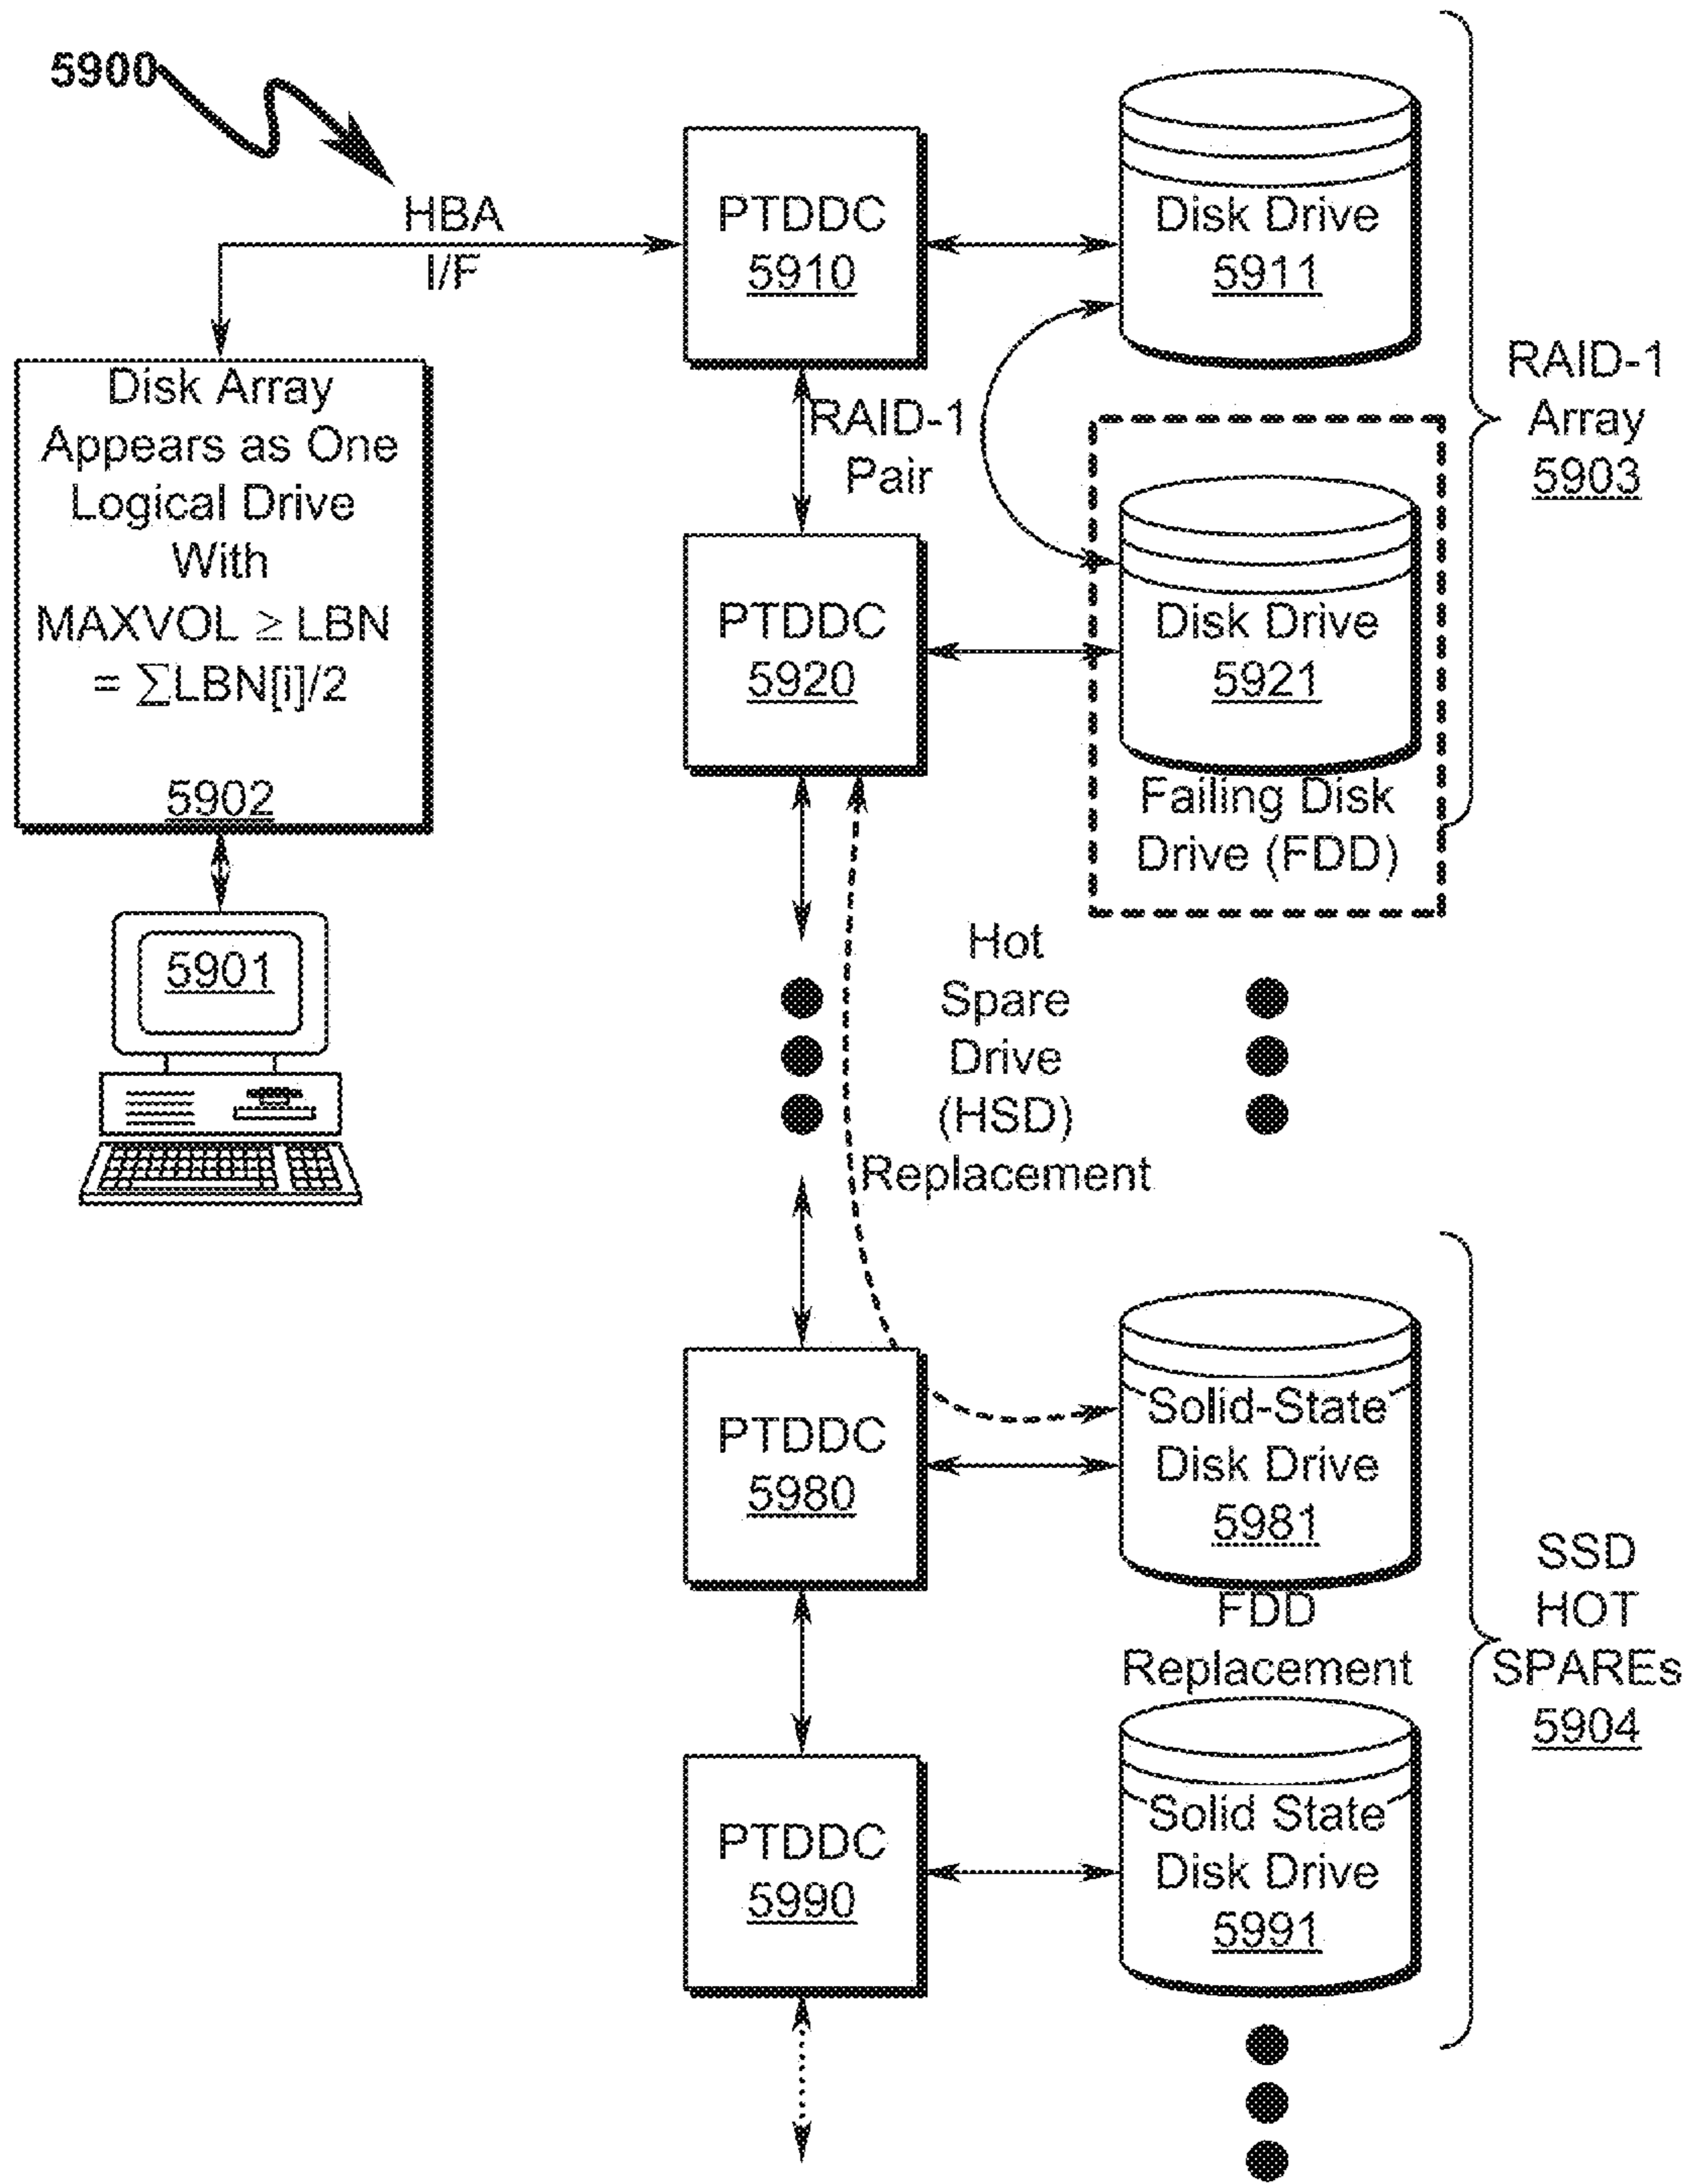 5900
HBA
I/F
PTDDC
5910
Disk Drive
5911
RAID-1
Array
5903
Disk Array
Appears as One
Logical Drive
With
MAXVOL ≥ LBN
= ∑LBN[i]/2
5902
RAID-1
Pair
PTDDC
5920
Disk Drive
5921
Failing Disk
Drive (FDD)
5901
Hot
Spare
Drive
(HSD)
Replacement
PTDDC
5980
Solid-State
Disk Drive
5981
FDD
Replacement
SSD
HOT
SPAREs
5904
PTDDC
5990
Solid State
Disk Drive
5991